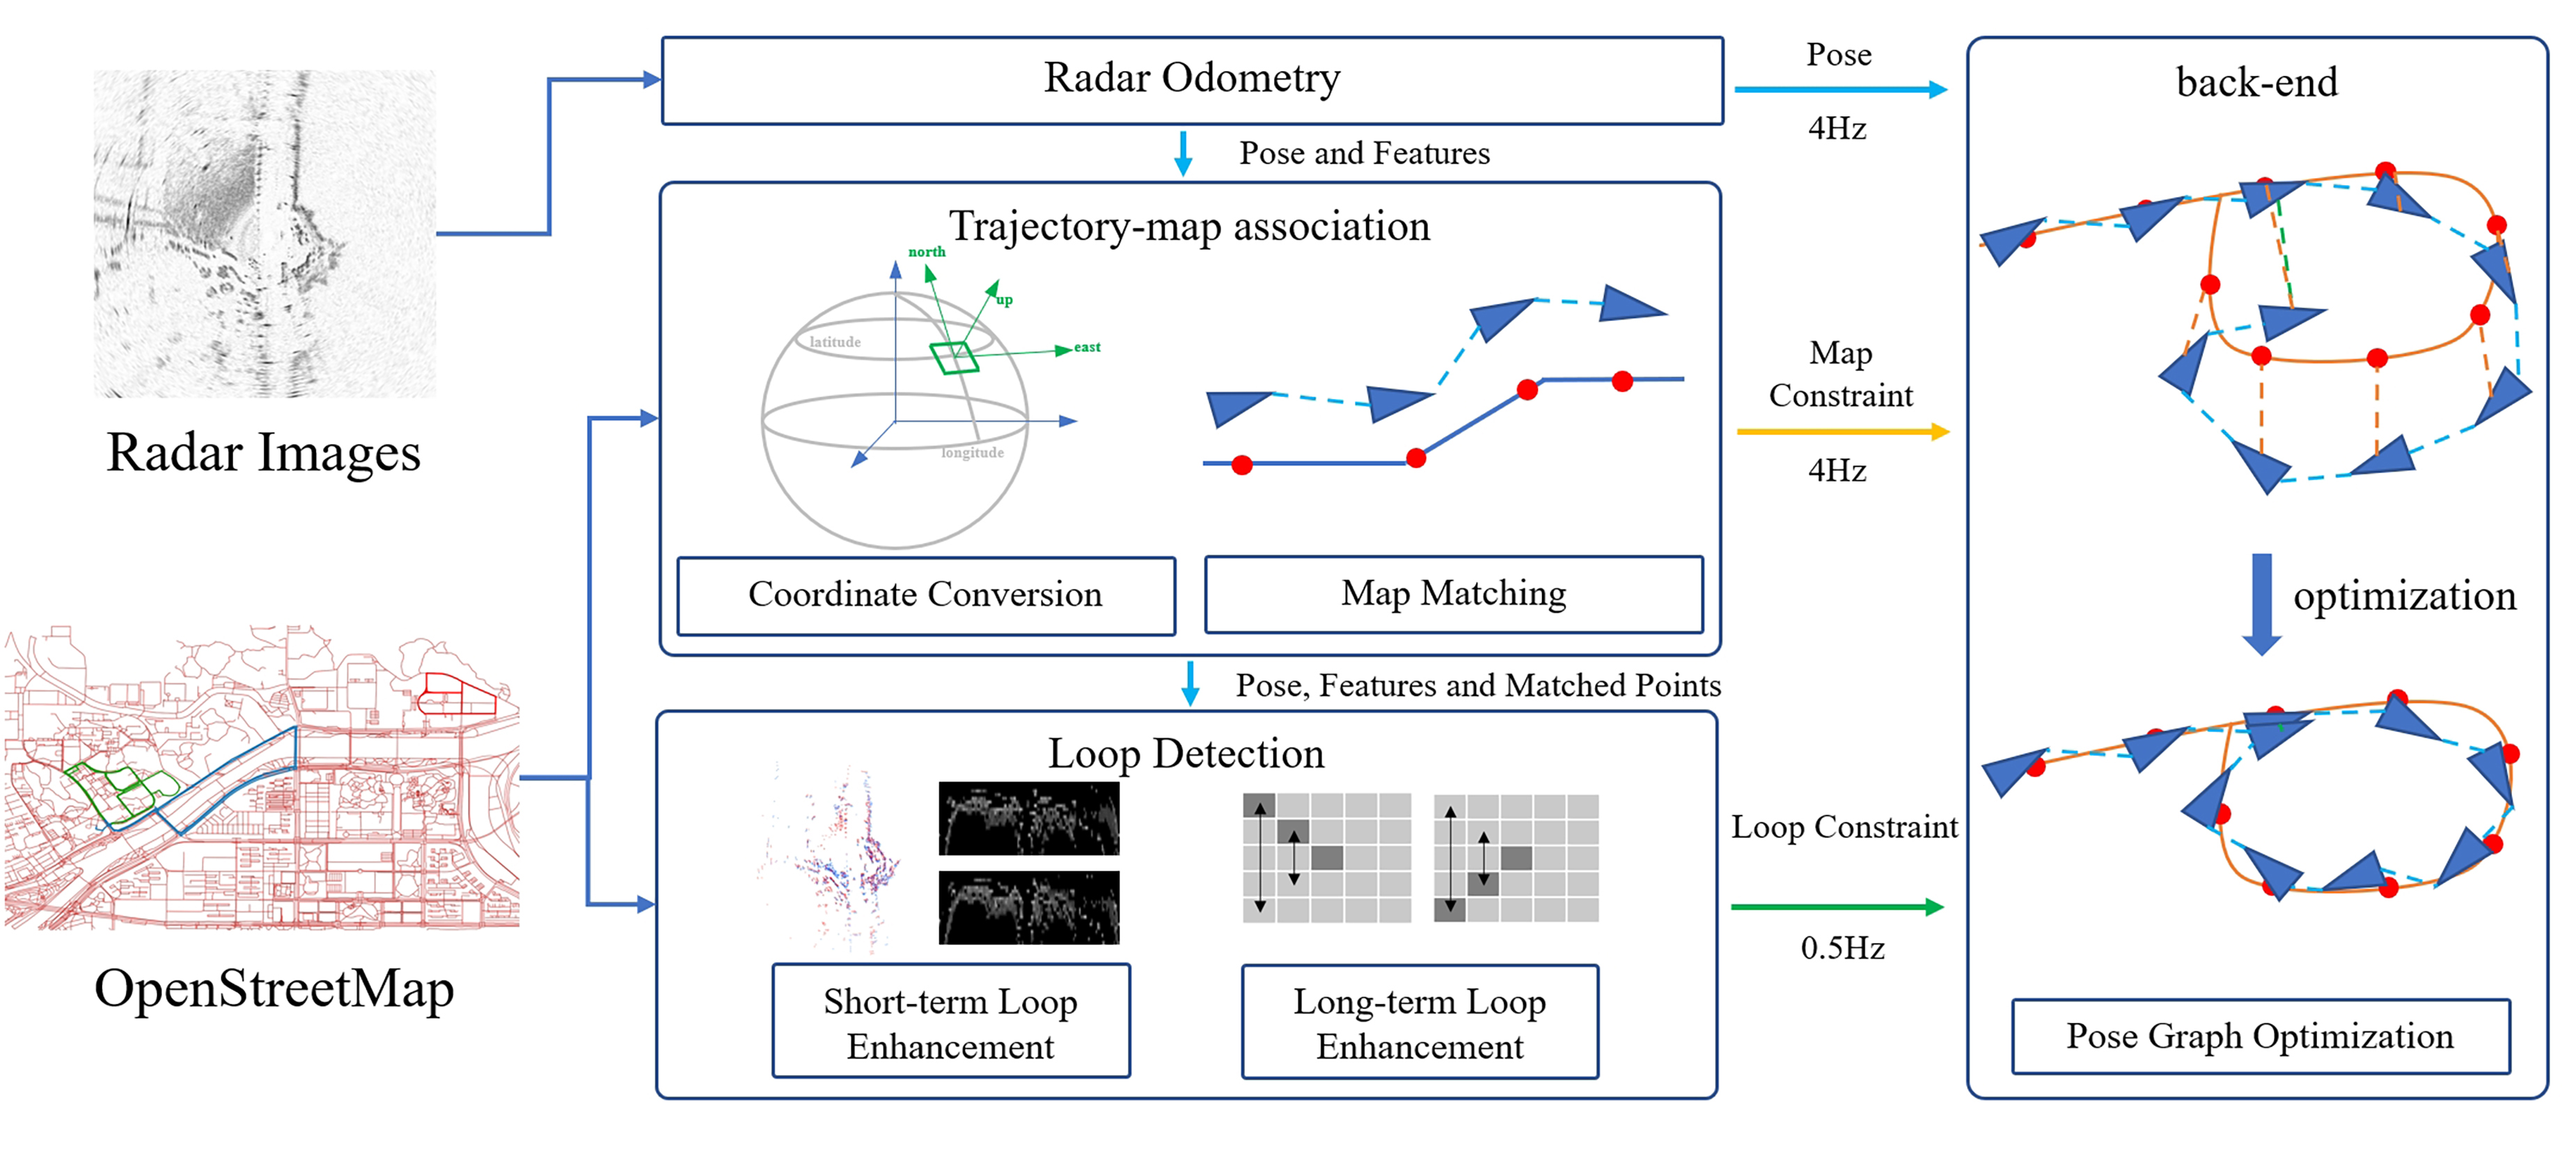 Radar Images
OpenStreetMap
Radar Odometry
Pose and Features
Trajectory-map association
north
up
east
latitude
longitude
Coordinate Conversion
Map Matching
Pose, Features and Matched Points
Loop Detection
Short-term Loop
Enhancement
Long-term Loop
Enhancement
Pose
4Hz
Map
Constraint
4Hz
Loop Constraint
0.5Hz
back-end
optimization
Pose Graph Optimization